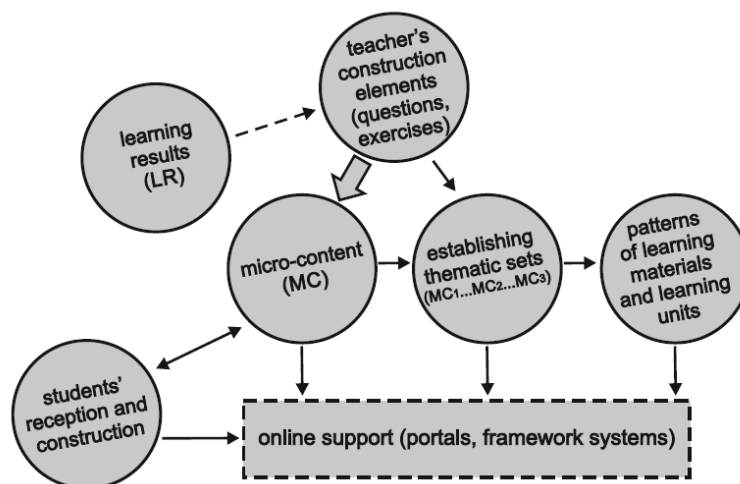 teacher's
construction
elements
(questions,
exercises)
learning
results
(LR)
micro-content
(MC)
establishing
thematic sets
(MC₁...MC₂...MC₃)
patterns
of learning
materials
and learning
units
students'
reception and
construction
online support (portals, framework systems)